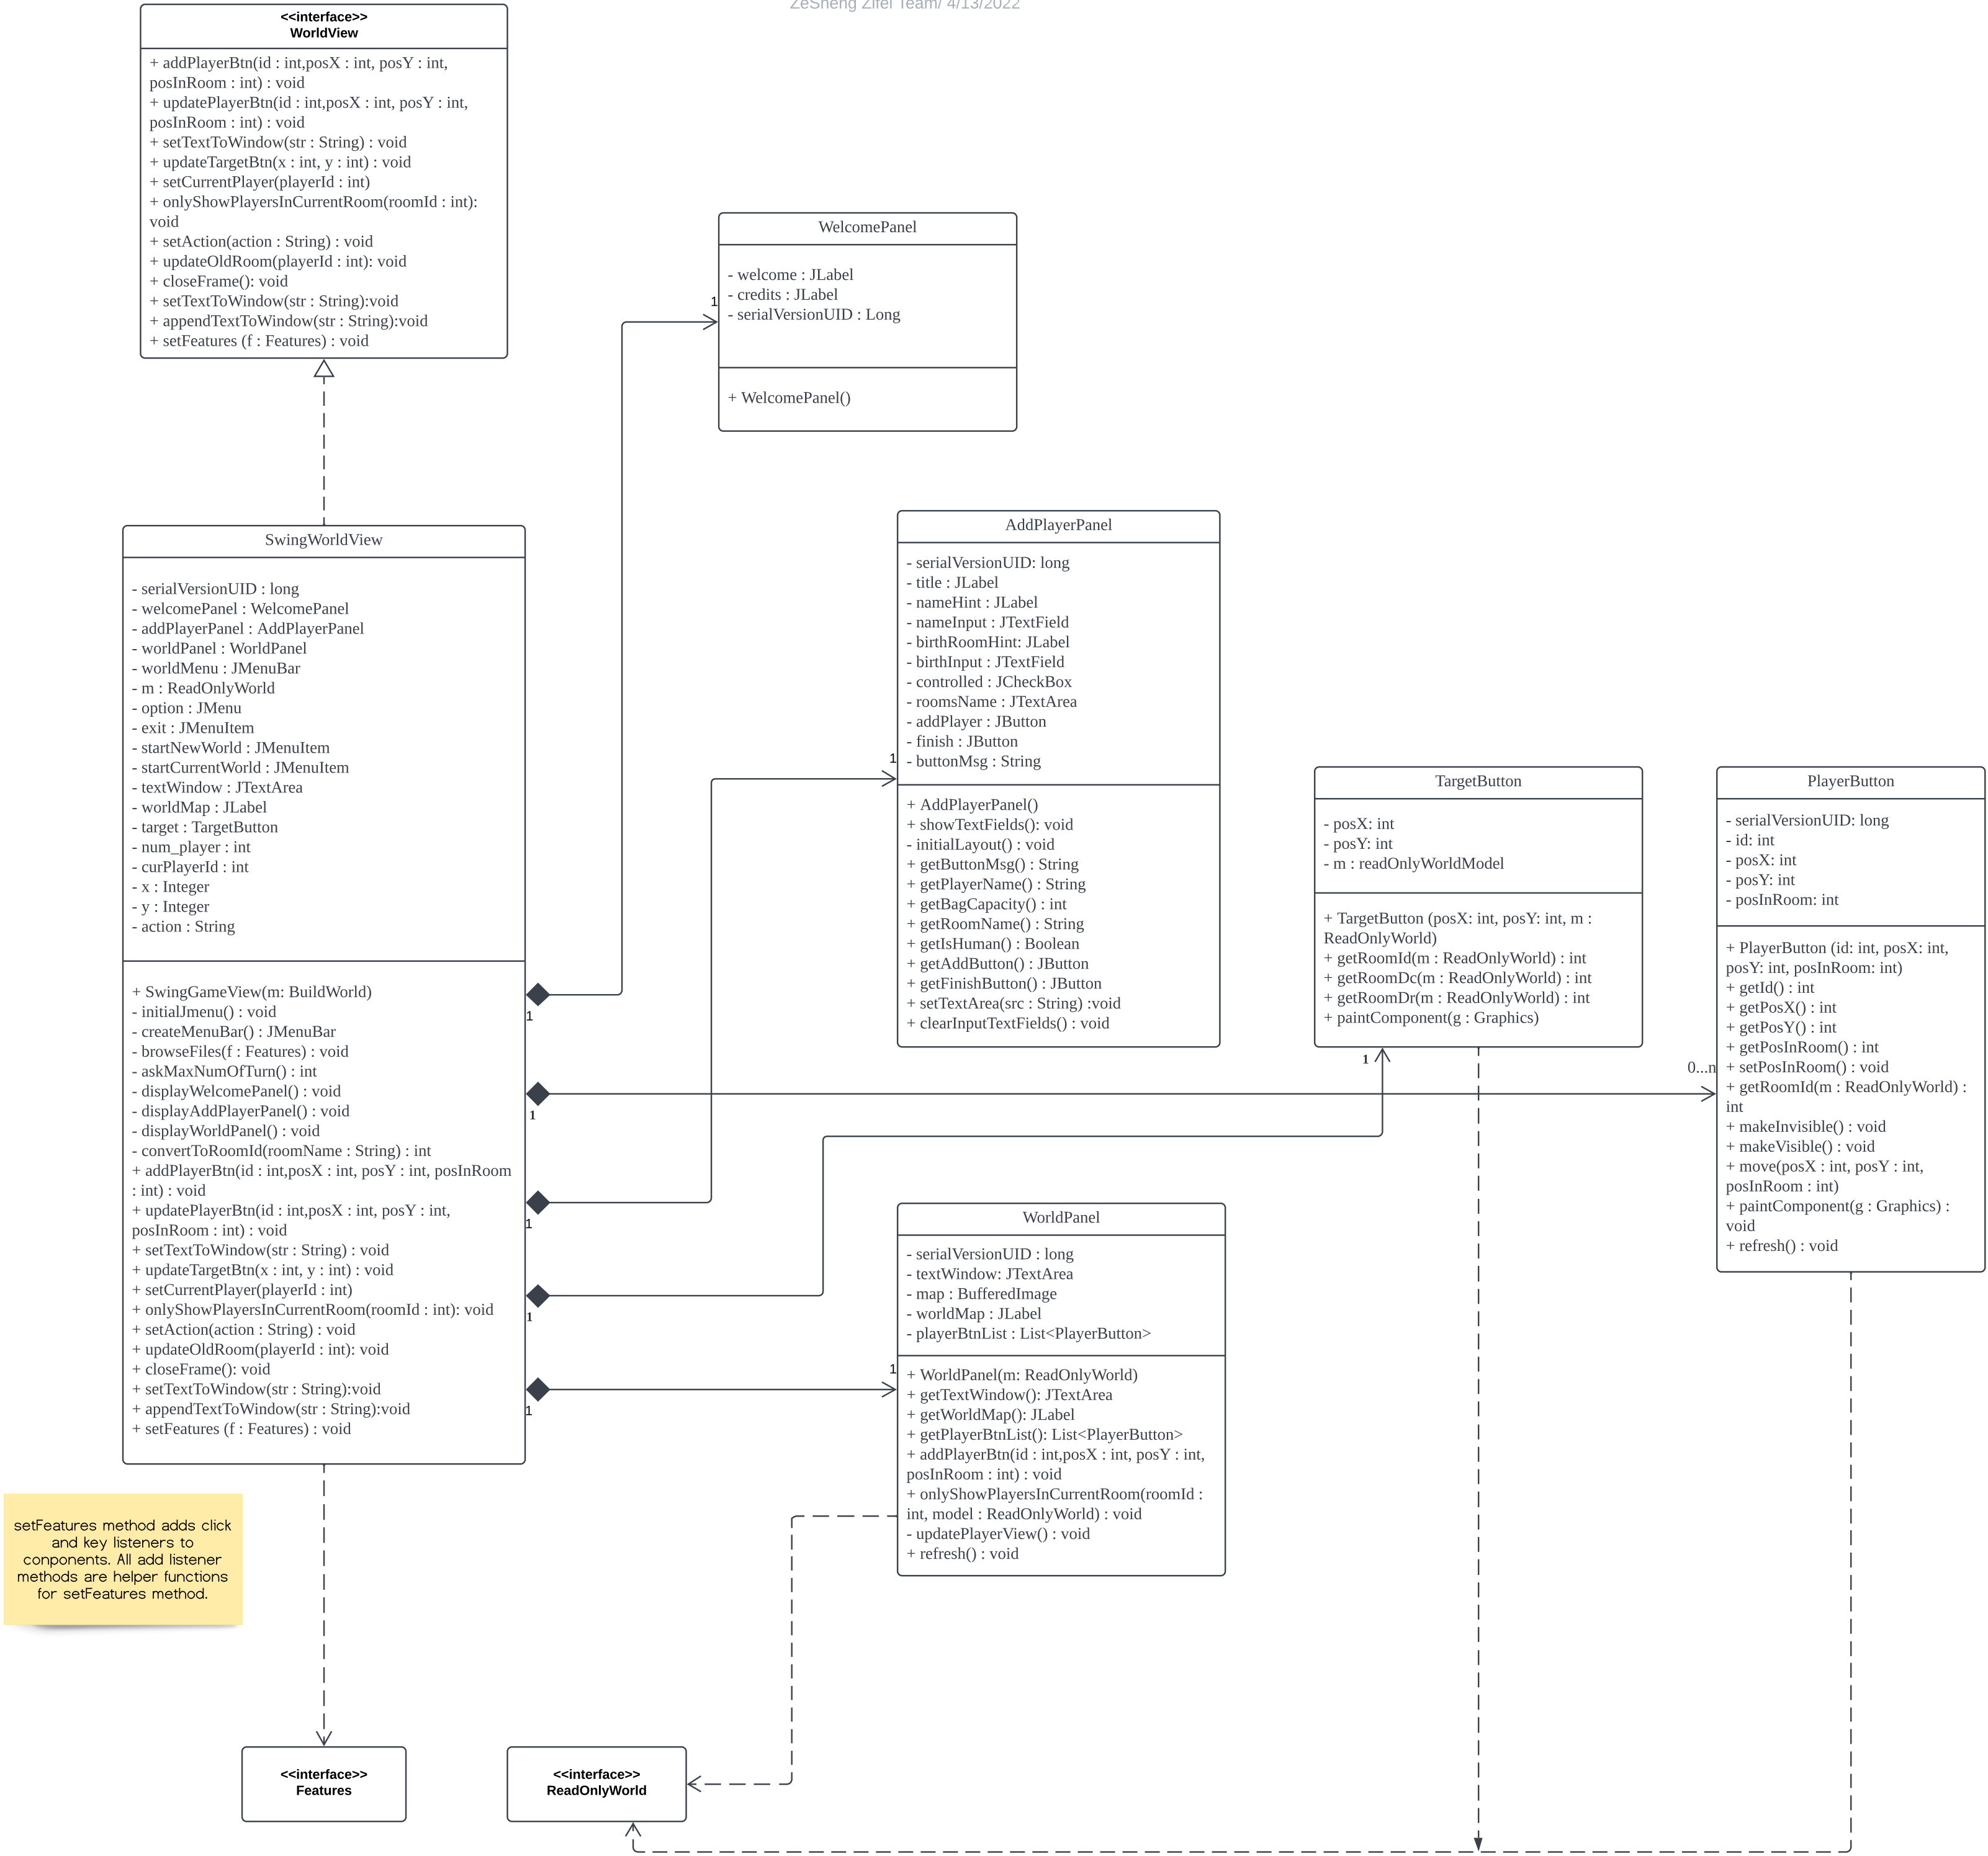 ZeSheng Zifei Team/ 4/13/2022
<<interface>>
WorldView
+ addPlayerBtn(id : int,posX : int, posY : int,
posInRoom : int) : void
+ updatePlayerBtn(id : int,posX : int, posY : int,
posInRoom : int) : void
+ setTextToWindow(str : String) : void
+ updateTargetBtn(x : int, y : int) : void
+ setCurrentPlayer(playerId : int)
+ onlyShowPlayersInCurrentRoom(roomId : int):
void
+ setAction(action : String) : void
+ updateOldRoom(playerId : int): void
+ closeFrame(): void
+ setTextToWindow(str : String):void
+ appendTextToWindow(str : String):void
+ setFeatures (f : Features) : void
WelcomePanel
- welcome : JLabel
- credits : JLabel
- serialVersionUID : Long
+ WelcomePanel()
1
SwingWorldView
- serialVersionUID : long
- welcomePanel : WelcomePanel
- addPlayerPanel : AddPlayerPanel
- worldPanel : WorldPanel
- worldMenu : JMenuBar
- m : ReadOnlyWorld
- option : JMenu
- exit : JMenuItem
- startNewWorld : JMenuItem
- startCurrentWorld : JMenuItem
- textWindow : JTextArea
- worldMap : JLabel
- target : TargetButton
- num_player : int
- curPlayerId : int
- x : Integer
- y : Integer
- action : String
+ SwingGameView(m: BuildWorld)
- initialJmenu() : void
- createMenuBar() : JMenuBar
- browseFiles(f : Features) : void
- askMaxNumOfTurn() : int
- displayWelcomePanel() : void
- displayAddPlayerPanel() : void
- displayWorldPanel() : void
- convertToRoomId(roomName : String) : int
+ addPlayerBtn(id : int,posX : int, posY : int, posInRoom
: int) : void
+ updatePlayerBtn(id : int,posX : int, posY : int,
posInRoom : int) : void
+ setTextToWindow(str : String) : void
+ updateTargetBtn(x : int, y : int) : void
+ setCurrentPlayer(playerId : int)
+ onlyShowPlayersInCurrentRoom(roomId : int): void
+ setAction(action : String) : void
+ updateOldRoom(playerId : int): void
+ closeFrame(): void
+ setTextToWindow(str : String):void
+ appendTextToWindow(str : String):void
+ setFeatures (f : Features) : void
1
1
1
1
1
AddPlayerPanel
- serialVersionUID: long
- title : JLabel
- nameHint : JLabel
- nameInput : JTextField
- birthRoomHint: JLabel
- birthInput : JTextField
- controlled : JCheckBox
- roomsName : JTextArea
- addPlayer : JButton
- finish : JButton
- buttonMsg : String
+ AddPlayerPanel()
+ showTextFields(): void
- initialLayout() : void
+ getButtonMsg() : String
+ getPlayerName() : String
+ getBagCapacity() : int
+ getRoomName() : String
+ getIsHuman() : Boolean
+ getAddButton() : JButton
+ getFinishButton() : JButton
+ setTextArea(src : String) :void
+ clearInputTextFields() : void
1
TargetButton
- posX: int
- posY: int
- m : readOnlyWorldModel
+ TargetButton (posX: int, posY: int, m :
ReadOnlyWorld)
+ getRoomId(m : ReadOnlyWorld) : int
+ getRoomDc(m : ReadOnlyWorld) : int
+ getRoomDr(m : ReadOnlyWorld) : int
+ paintComponent(g : Graphics)
1
PlayerButton
- serialVersionUID: long
- id: int
- posX: int
- posY: int
- posInRoom: int
+ PlayerButton (id: int, posX: int,
posY: int, posInRoom: int)
+ getId() : int
+ getPosX() : int
+ getPosY() : int
+ getPosInRoom() : int
+ setPosInRoom() : void
+ getRoomId(m : ReadOnlyWorld) :
int
+ makeInvisible() : void
+ makeVisible() : void
+ move(posX : int, posY : int,
posInRoom : int)
+ paintComponent(g : Graphics) :
void
+ refresh() : void
0...n
WorldPanel
- serialVersionUID : long
- textWindow: JTextArea
- map : BufferedImage
- worldMap : JLabel
- playerBtnList : List<PlayerButton>
+ WorldPanel(m: ReadOnlyWorld)
+ getTextWindow(): JTextArea
+ getWorldMap(): JLabel
+ getPlayerBtnList(): List<PlayerButton>
+ addPlayerBtn(id : int,posX : int, posY : int,
posInRoom : int) : void
+ onlyShowPlayersInCurrentRoom(roomId :
int, model : ReadOnlyWorld) : void
- updatePlayerView() : void
+ refresh() : void
1
setFeatures method adds click
and key listeners to
conponents. All add listener
methods are helper functions
for setFeatures method.
<<interface>>
Features
<<interface>>
ReadOnlyWorld